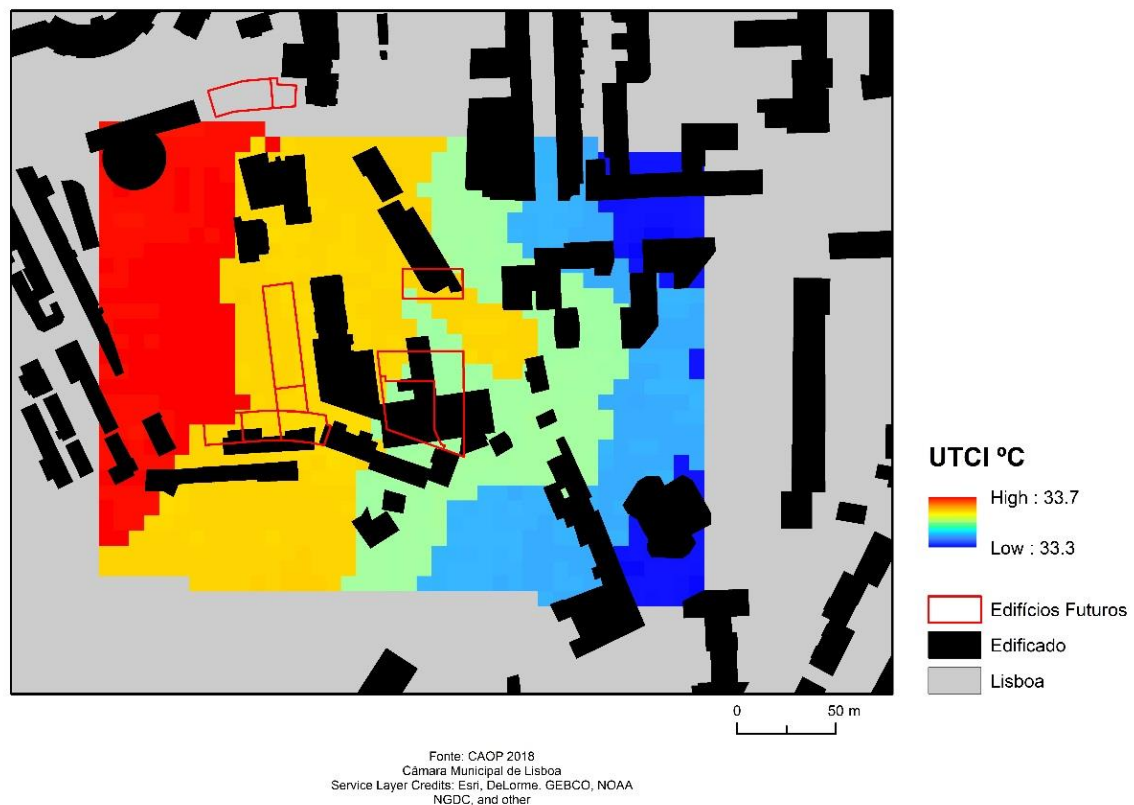 UTCI ºC
High : 33.7
Low : 33.3
Edifícios Futuros
Edificado
Lisboa
0 50 m
Fonte: CAOP 2018
Câmara Municipal de Lisboa
Service Layer Credits: Esri, DeLorme. GEBCO, NOAA
NGDC, and other